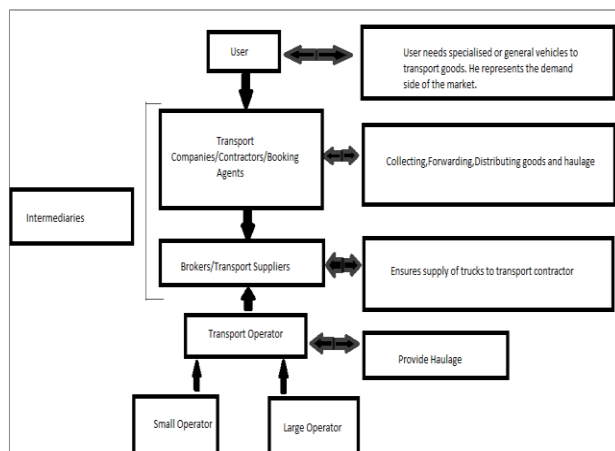 User
User needs specialised or general vehicles to
transport goods. He represents the demand
side of the market.
Transport
Companies/Contractors/Booking
Agents
Collecting,Forwarding,Distributing goods and haulage
Intermediaries
Brokers/Transport Suppliers
Ensures supply of trucks to transport contractor
Transport Operator
Provide Haulage
Small Operator
Large Operator